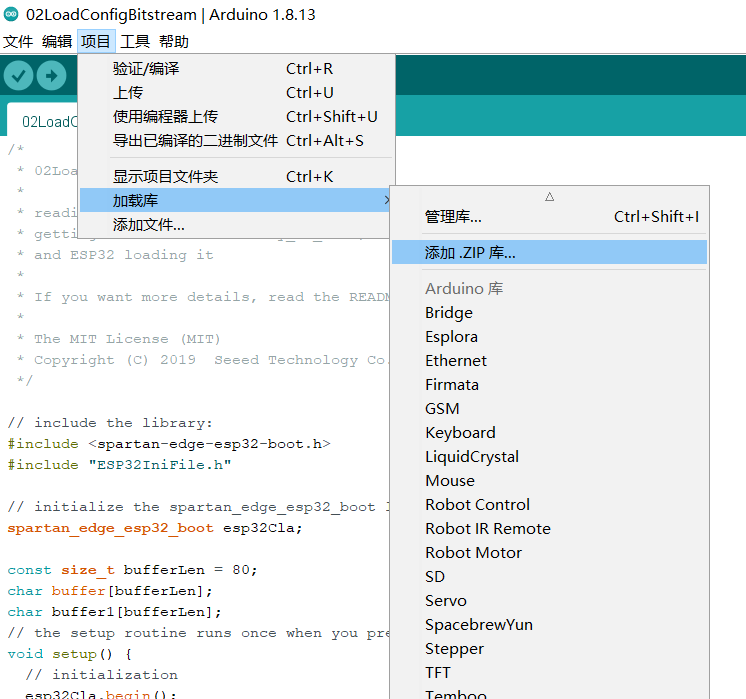 02LoadConfigBitstream | Arduino 1.8.13
文件 编辑 项目 工具 帮助
验证/编译 Ctrl+R
上传 Ctrl+U
使用编程器上传 Ctrl+Shift+U
导出已编译的二进制文件 Ctrl+Alt+S
显示项目文件夹 Ctrl+K
加载库
添加文件...
管理库... Ctrl+Shift+I
添加 .ZIP 库...
Arduino 库
Bridge
Esplora
Ethernet
Firmata
GSM
Keyboard
LiquidCrystal
Mouse
Robot Control
Robot IR Remote
Robot Motor
SD
Servo
SpacebrewYun
Stepper
TFT
Temboo
02LoadC
/*
 * 02Loa
 *
 * readi
 * getti
 * and ESP32 loading it
 *
 * If you want more details, read the READM
 *
 * The MIT License (MIT)
 * Copyright (C) 2019  Seeed Technology Co.
 */
// include the library:
#include <spartan-edge-esp32-boot.h>
#include "ESP32IniFile.h"
// initialize the spartan_edge_esp32_boot
spartan_edge_esp32_boot esp32Cla;
const size_t bufferLen = 80;
char buffer[bufferLen];
char buffer1[bufferLen];
// the setup routine runs once when you pre
void setup() {
  // initialization
  esp32Cla.begin();